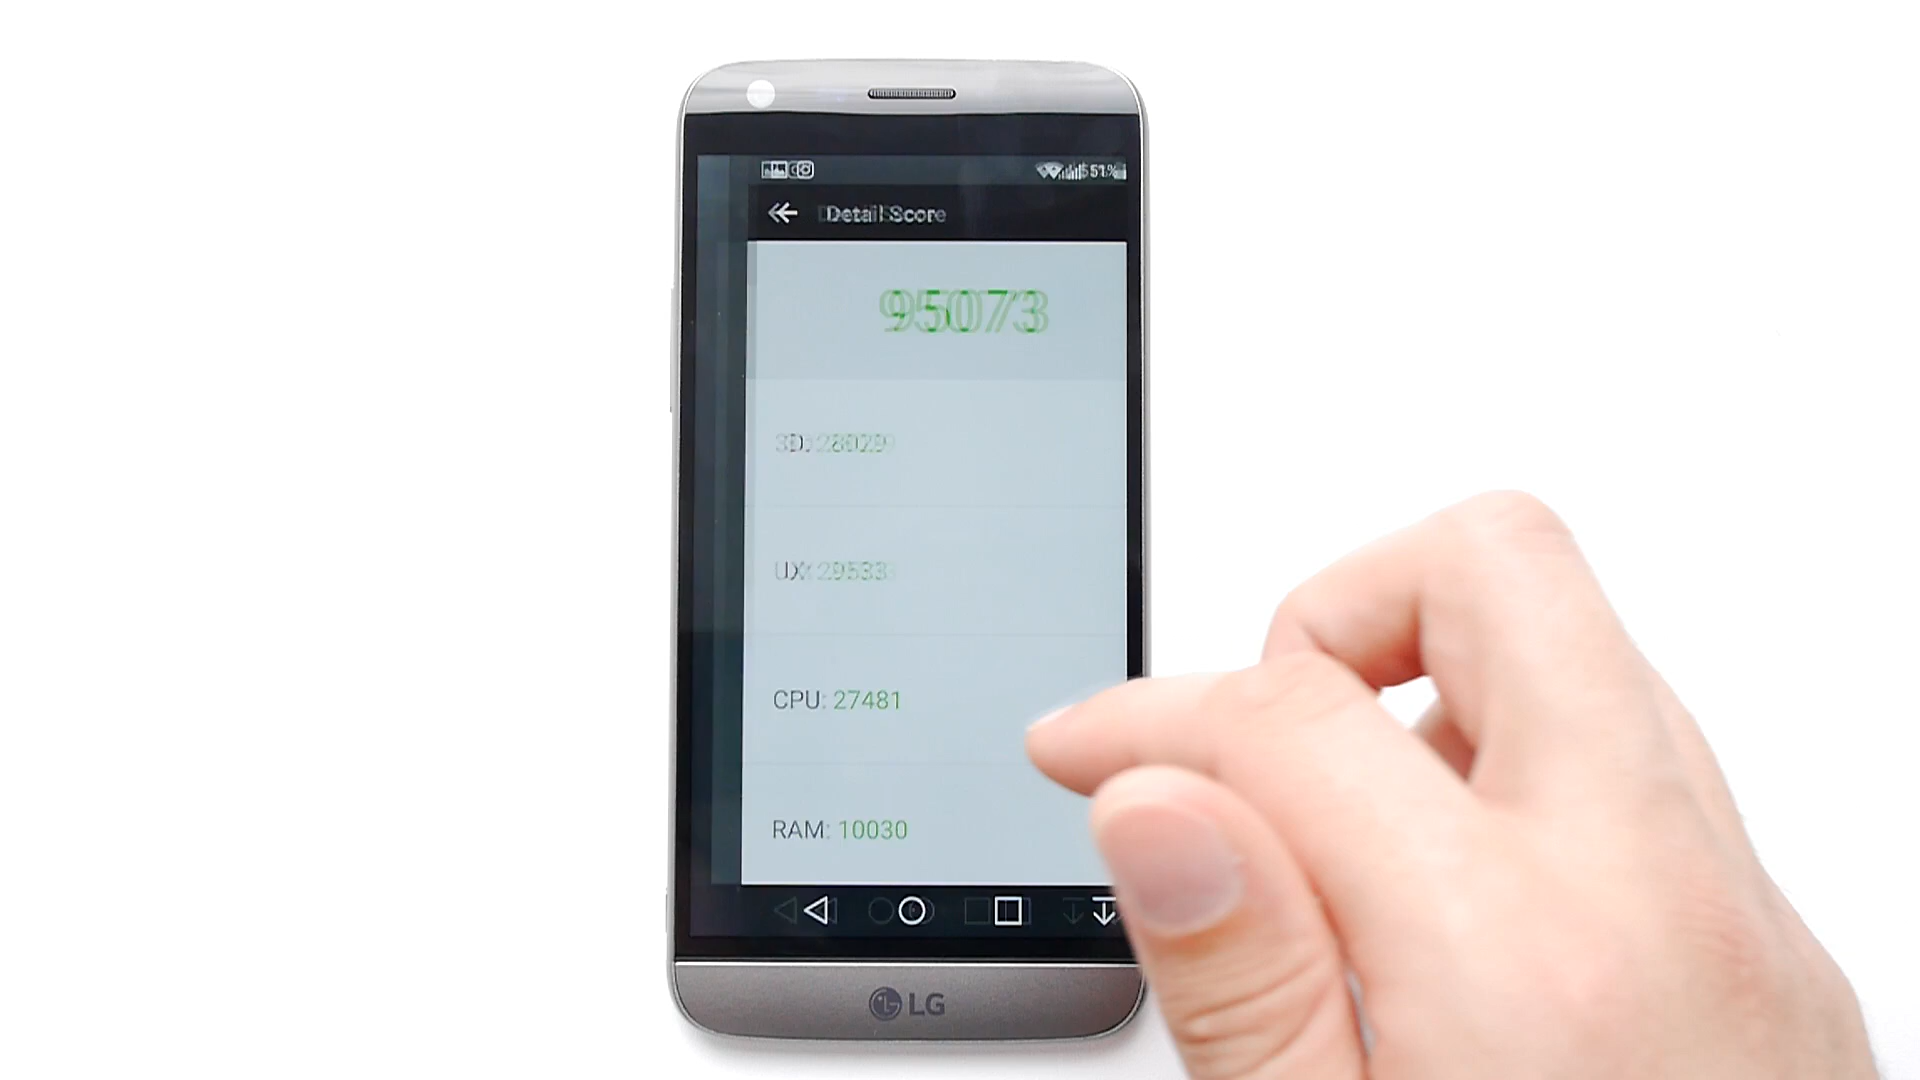 51%
Detail Score
95073
3D: 28029
UX: 29533
CPU: 27481
RAM: 10030
LG